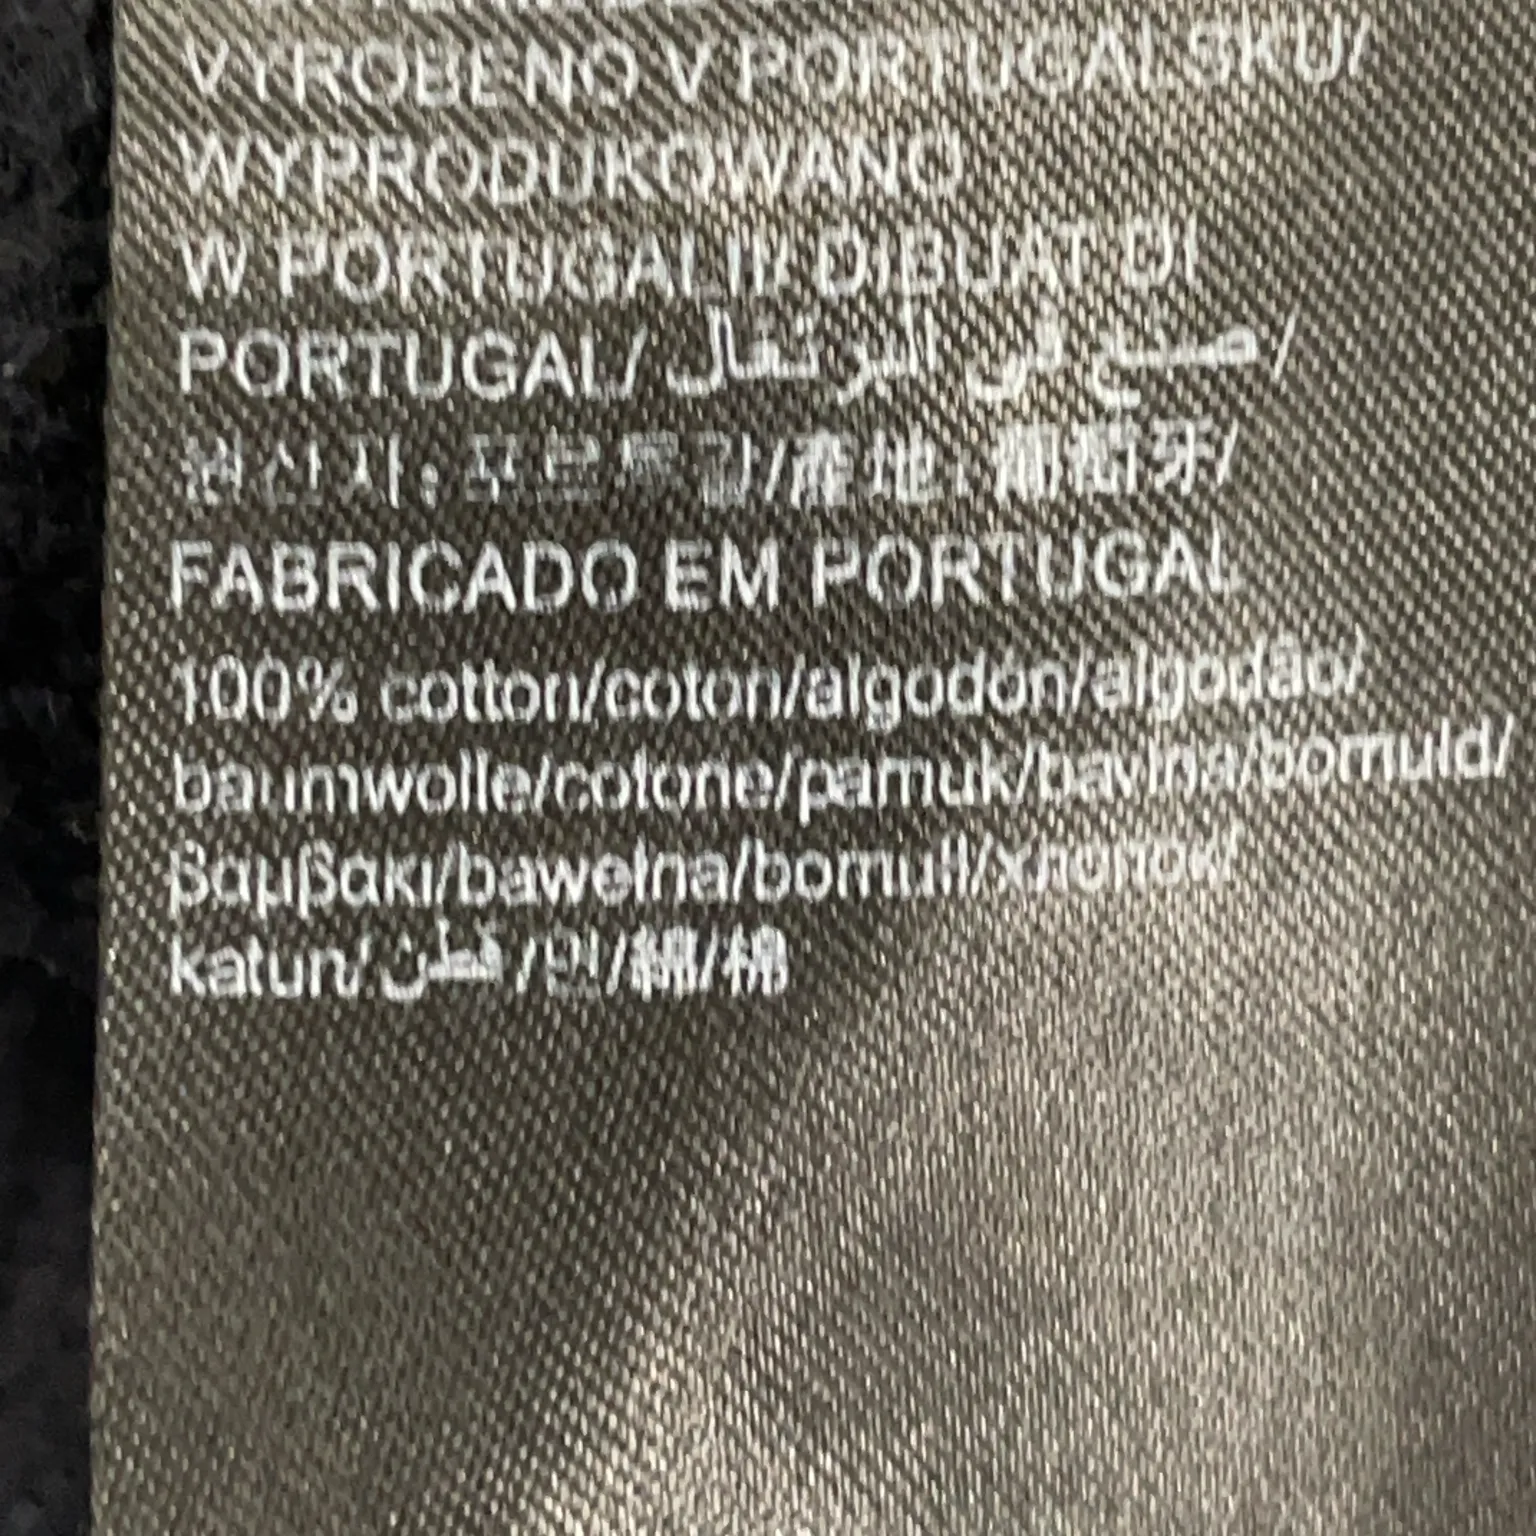 VYROBENO V PORTUGALSKU/
WYPRODUKOWANO
W PORTUGALII/ DIBUAT DI
PORTUGAL/ صنع في البرتغال/
원산지: 포르투갈/產地: 葡萄牙/
FABRICADO EM PORTUGAL
100% cotton/coton/algodón/algodão/
baumwolle/cotone/pamuk/bavlna/bomuld/
βαμβακι/bawełna/bomull/хлопок/
katun/قطن/면/綿/棉